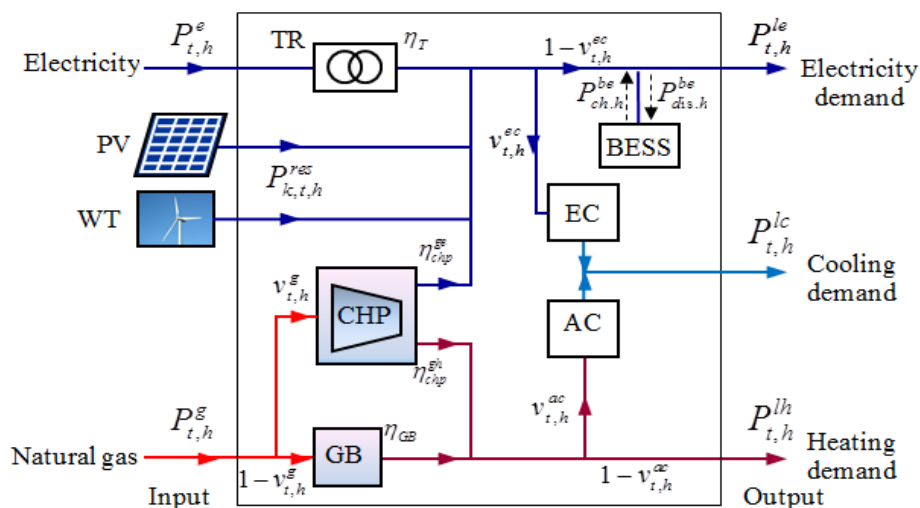 P^e_{t,h}
TR
η_T
1−v^{ec}_{t,h}
P^{le}_{t,h}
Electricity
Electricity
demand
P^{be}_{ch.h}
P^{be}_{dis.h}
v^{ec}_{t,h}
PV
BESS
P^{res}_{k,t,h}
WT
EC
P^{lc}_{t,h}
η^{ge}_{chp}
v^g_{t,h}
Cooling
demand
CHP
AC
η^{gh}_{chp}
v^{ac}_{t,h}
P^g_{t,h}
η_{GB}
P^{lh}_{t,h}
Natural gas
GB
Heating
demand
1−v^g_{t,h}
1−v^{ac}_{t,h}
Input
Output